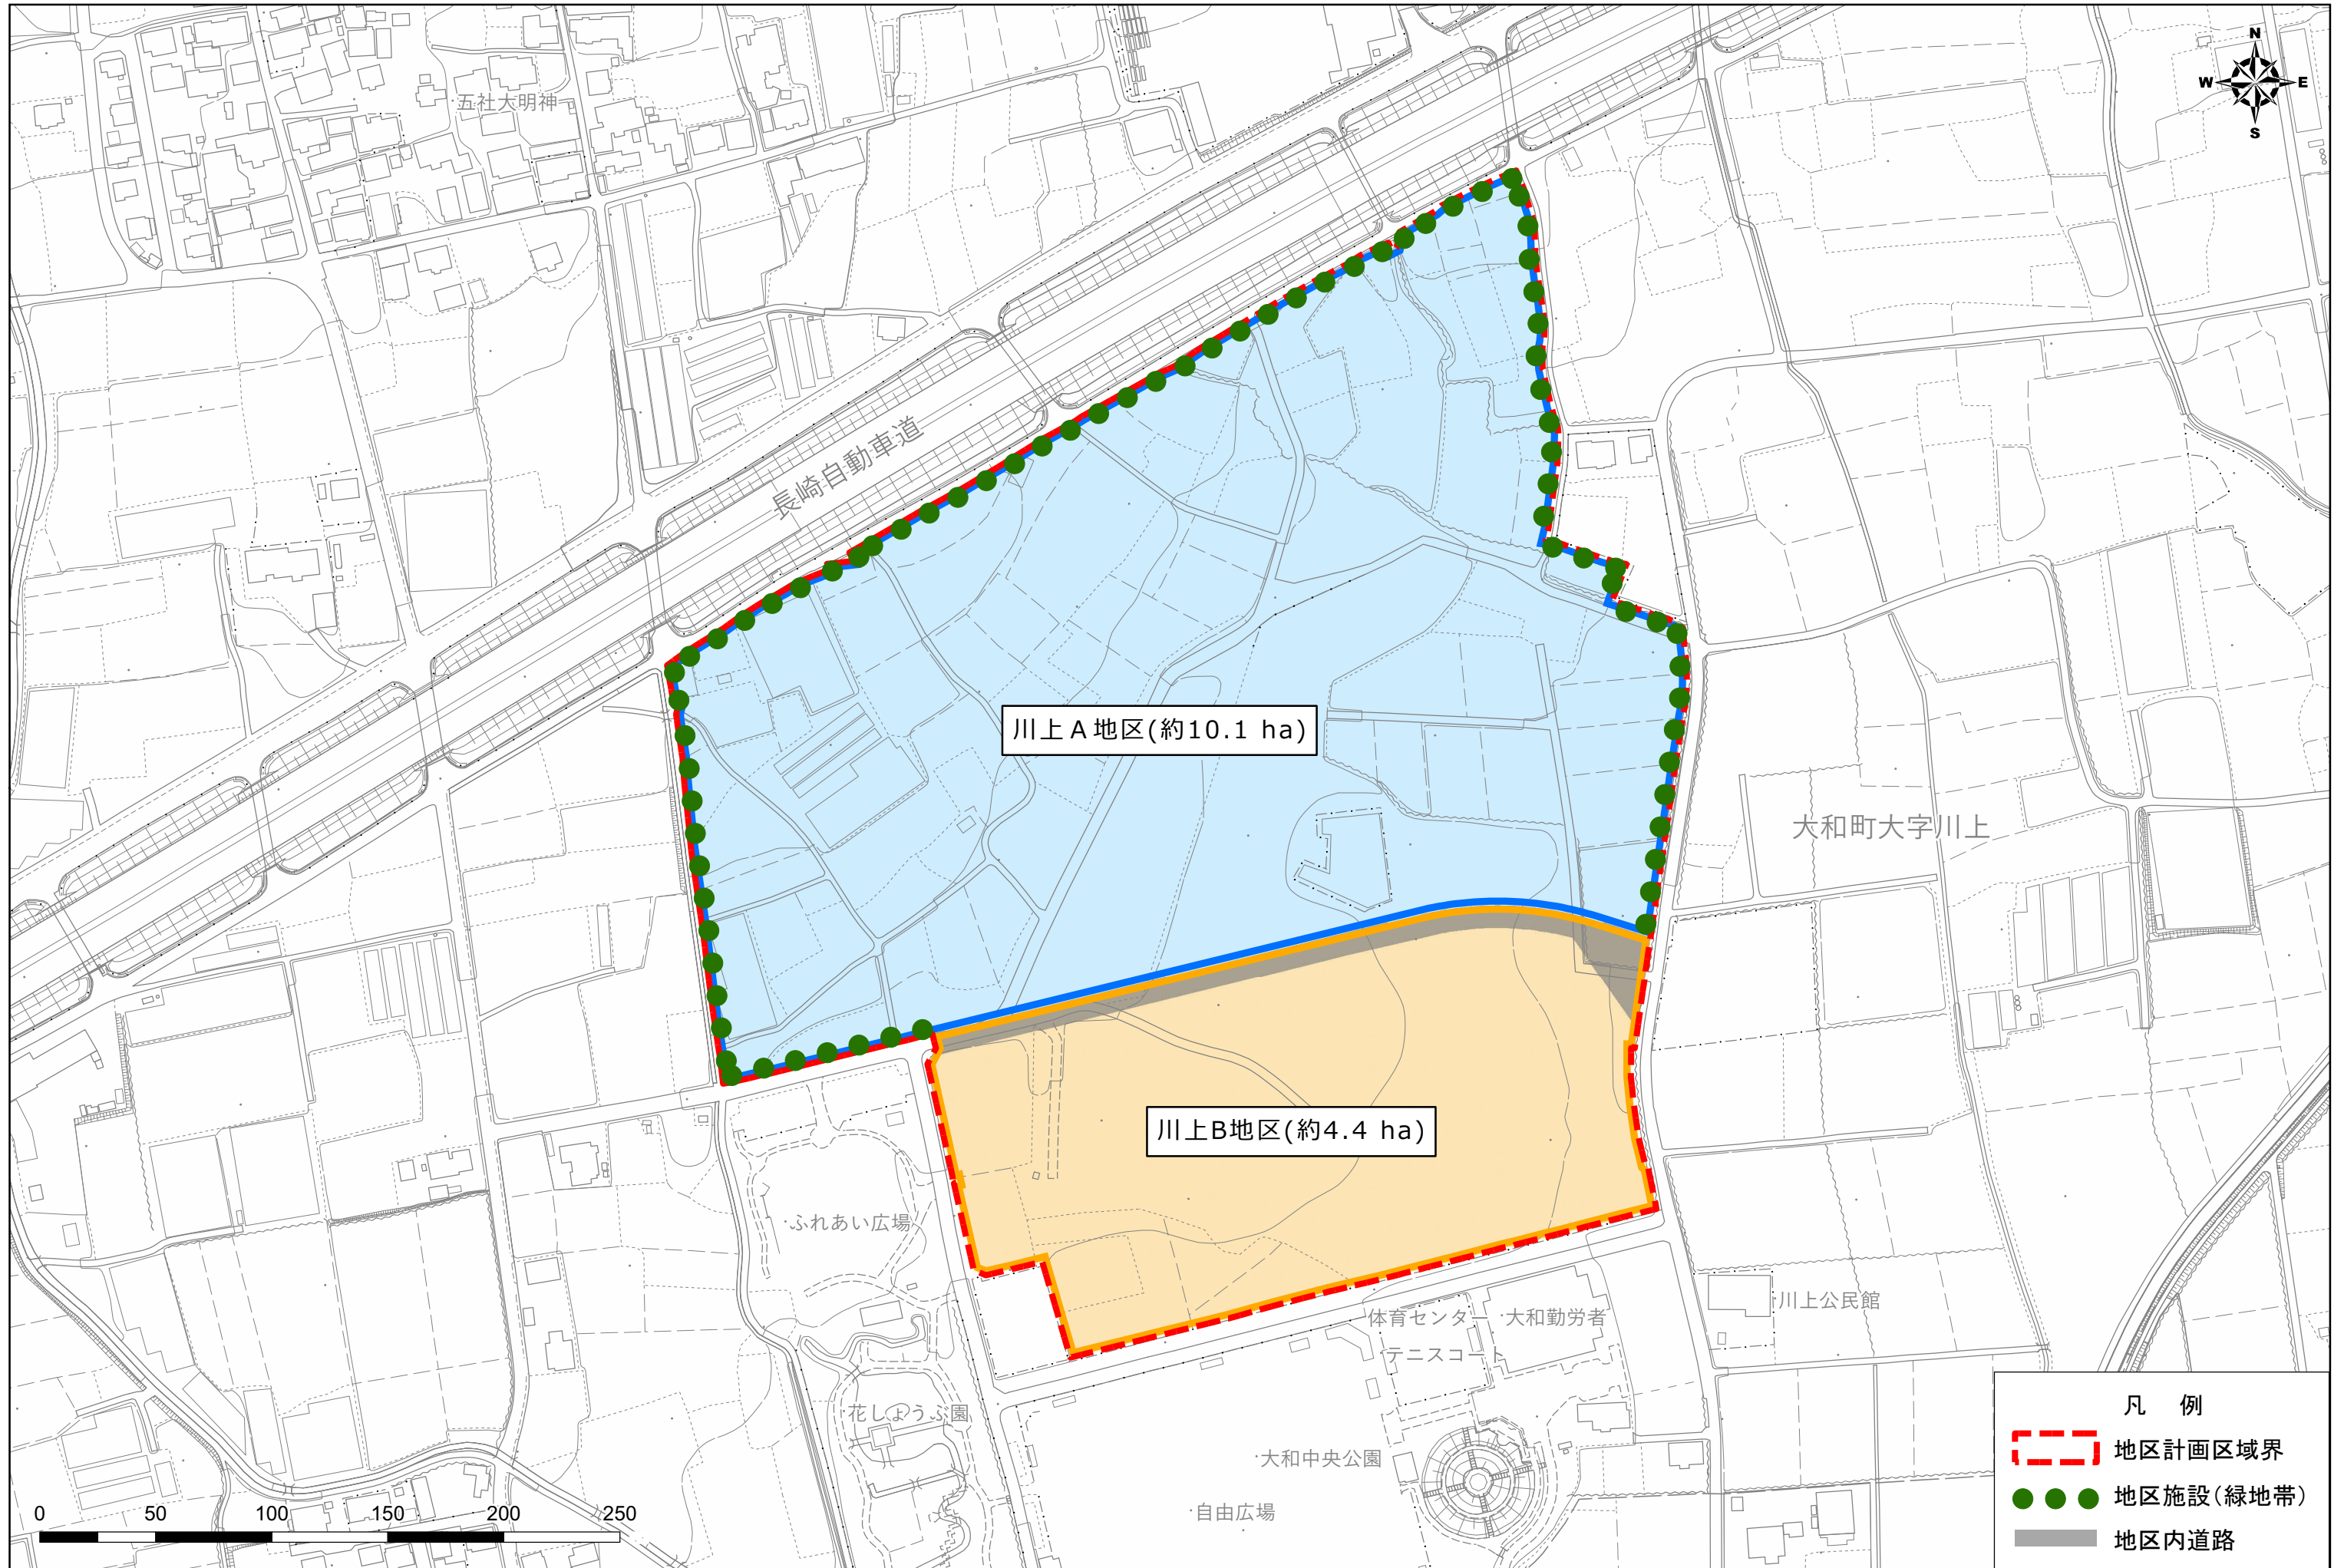 N
W
E
S
五社大明神
長崎自動車道
川上A地区(約10.1 ha)
大和町大字川上
川上B地区(約4.4 ha)
・ふれあい広場
体育センター
・大和勤労者
・テニスコート
・川上公民館
・花しょうぶ園
・大和中央公園
・自由広場
0 50 100 150 200 250
凡 例
地区計画区域界
地区施設(緑地帯)
地区内道路